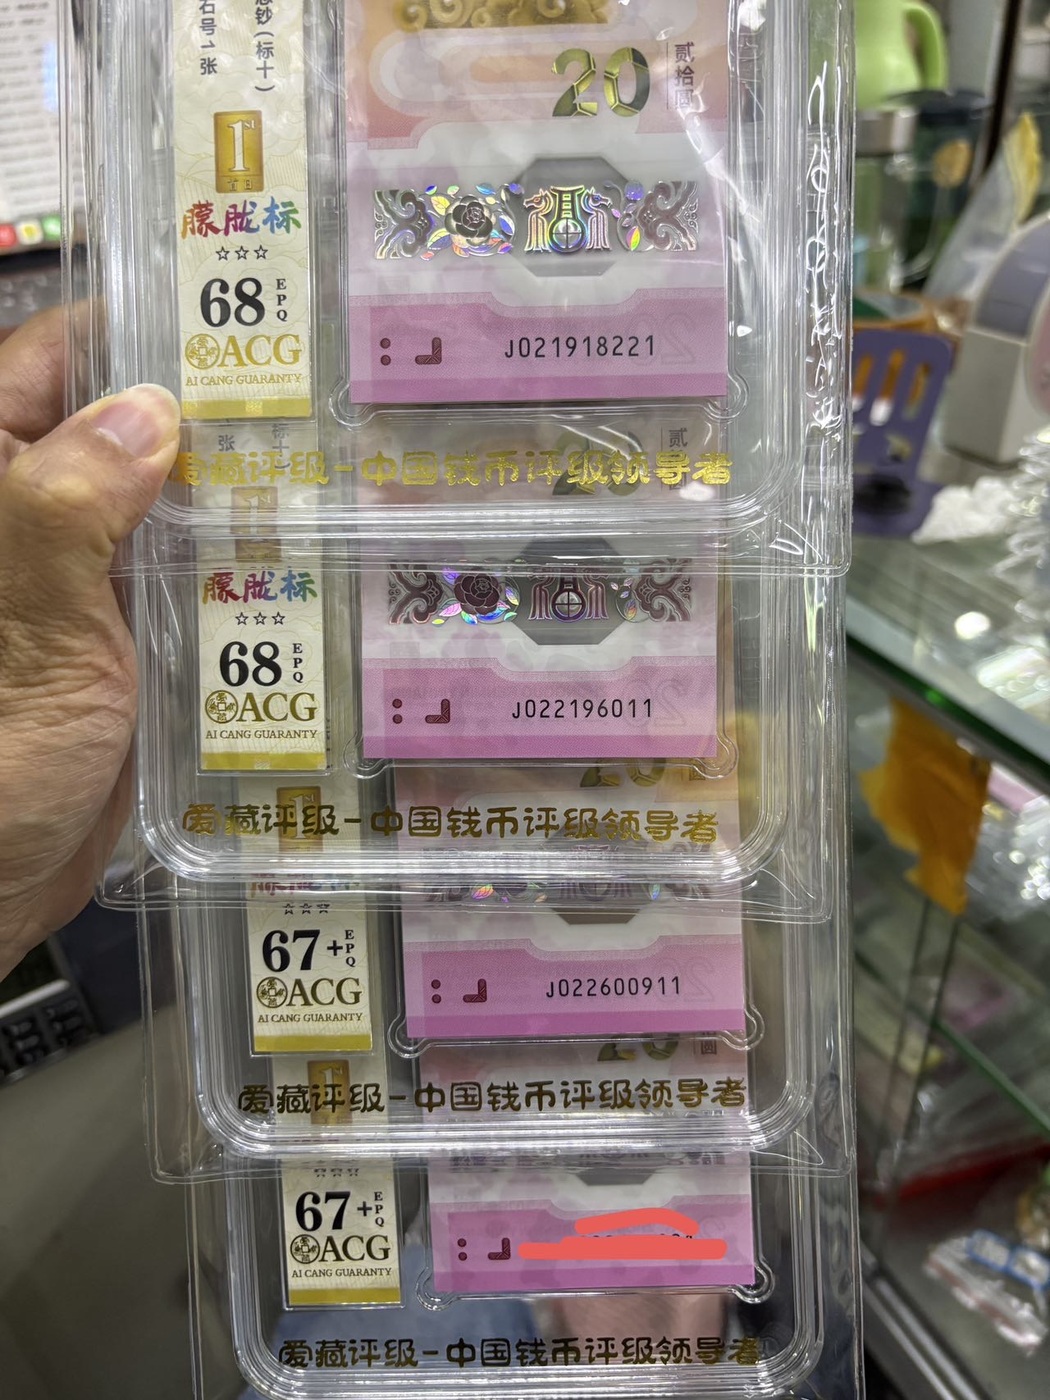 石号1张
钞(标十)
20
贰拾圆
1
朦胧标
68
EPQ
ACG
AI CANG GUARANTY
J021918221
爱藏评级-中国钱币评级领导者
张
贰
朦胧标
68
EPQ
ACG
AI CANG GUARANTY
J022196011
爱藏评级-中国钱币评级领导者
67+
EPQ
ACG
AI CANG GUARANTY
J022600911
圆
爱藏评级-中国钱币评级领导者
67+
EPQ
ACG
AI CANG GUARANTY
爱藏评级-中国钱币评级领导者